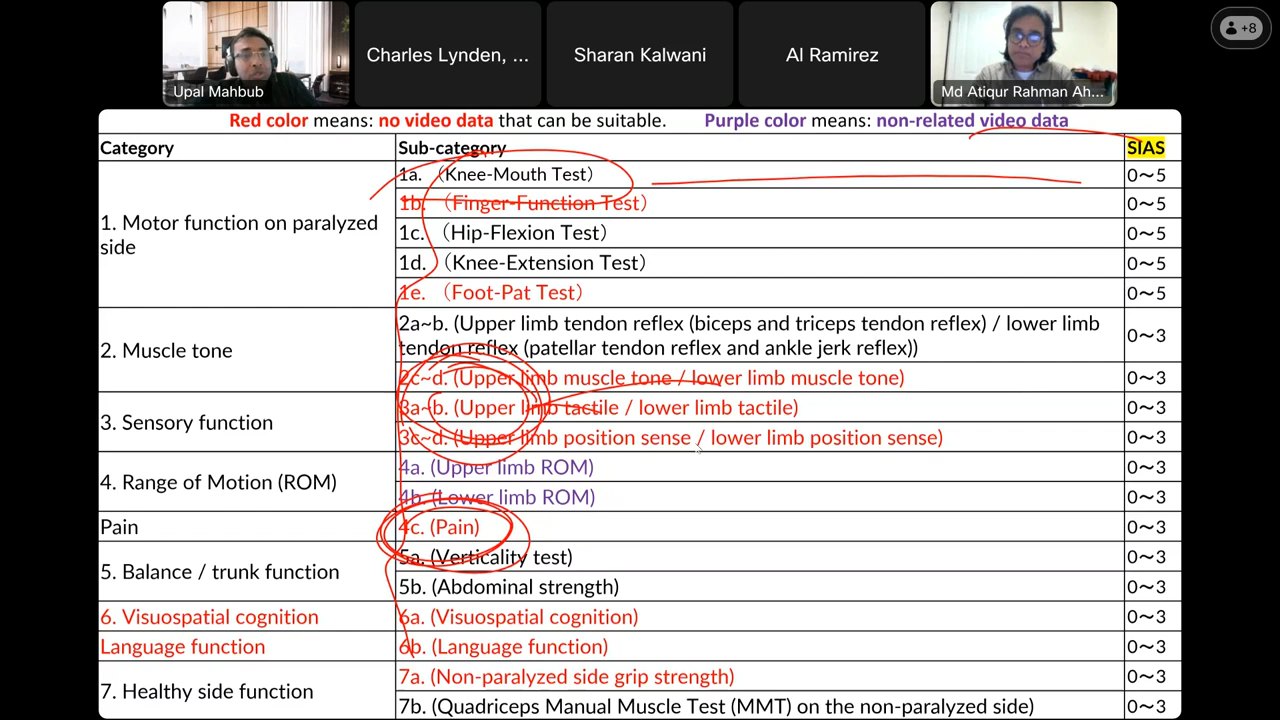 Charles Lynden, ...
Sharan Kalwani
Al Ramirez
+8
Upal Mahbub
Md Atiqur Rahman Ah...
Red color means: no video data that can be suitable. Purple color means: non-related video data
Category Sub-category SIAS
1. Motor function on paralyzed side
1a. （Knee-Mouth Test） 0〜5
1b. （Finger-Function Test） 0〜5
1c. （Hip-Flexion Test） 0〜5
1d. （Knee-Extension Test） 0〜5
1e. （Foot-Pat Test） 0〜5
2. Muscle tone
2a~b. (Upper limb tendon reflex (biceps and triceps tendon reflex) / lower limb
tendon reflex (patellar tendon reflex and ankle jerk reflex)) 0〜3
2c~d. (Upper limb muscle tone / lower limb muscle tone) 0〜3
3. Sensory function
3a~b. (Upper limb tactile / lower limb tactile) 0〜3
3c~d. (Upper limb position sense / lower limb position sense) 0〜3
4. Range of Motion (ROM)
4a. (Upper limb ROM) 0〜3
4b. (Lower limb ROM) 0〜3
Pain 4c. (Pain) 0〜3
5. Balance / trunk function
5a. (Verticality test) 0〜3
5b. (Abdominal strength) 0〜3
6. Visuospatial cognition 6a. (Visuospatial cognition) 0〜3
Language function 6b. (Language function) 0〜3
7. Healthy side function
7a. (Non-paralyzed side grip strength) 0〜3
7b. (Quadriceps Manual Muscle Test (MMT) on the non-paralyzed side) 0〜3